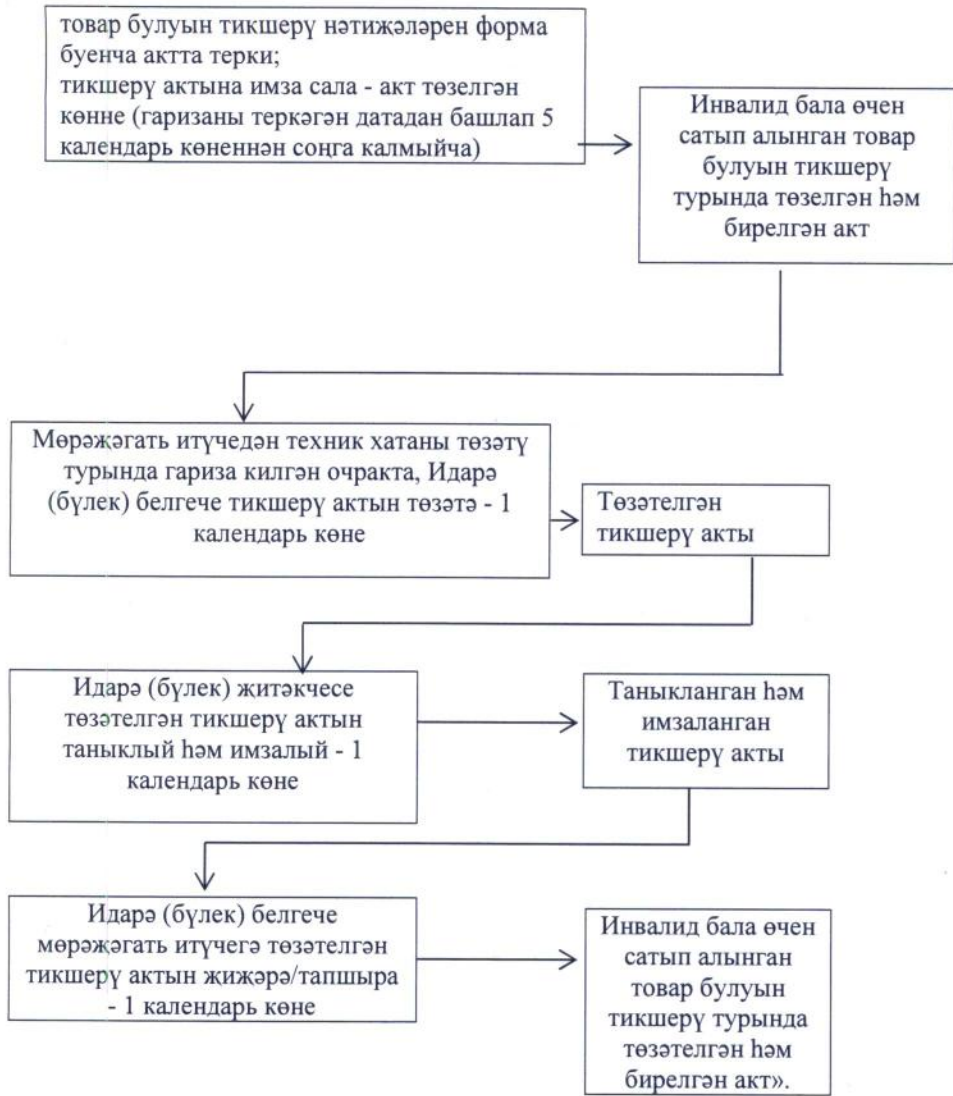 товар булуын тикшерү нәтиҗәләрен форма
буенча актта терки;
тикшерү актына имза сала - акт төзелгән
көнне (гаризаны теркәгән датадан башлап 5
календарь көненнән соңга калмыйча)
Инвалид бала өчен
сатып алынган товар
булуын тикшерү
турында төзелгән һәм
бирелгән акт
Мөрәҗәгать итүчедән техник хатаны төзәтү
турында гариза килгән очракта, Идарә
(бүлек) белгече тикшерү актын төзәтә - 1
календарь көне
Төзәтелгән
тикшерү акты
Идарә (бүлек) җитәкчесе
төзәтелгән тикшерү актын
таныклый һәм имзалый - 1
календарь көне
Таныкланган һәм
имзаланган
тикшерү акты
Идарә (бүлек) белгече
мөрәҗәгать итүчегә төзәтелгән
тикшерү актын җиҗәрә/тапшыра
- 1 календарь көне
Инвалид бала өчен
сатып алынган
товар булуын
тикшерү турында
төзәтелгән һәм
бирелгән акт».